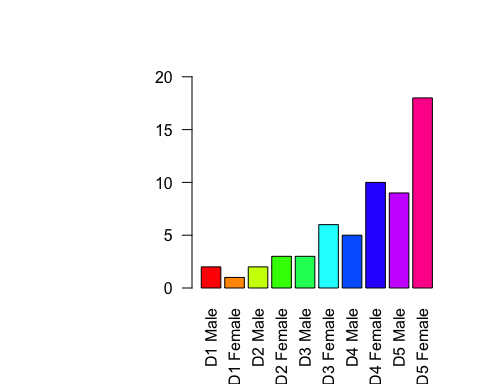 20
15
10
5
0
D1 Male
D1 Female
D2 Male
D2 Female
D3 Male
D3 Female
D4 Male
D4 Female
D5 Male
D5 Female